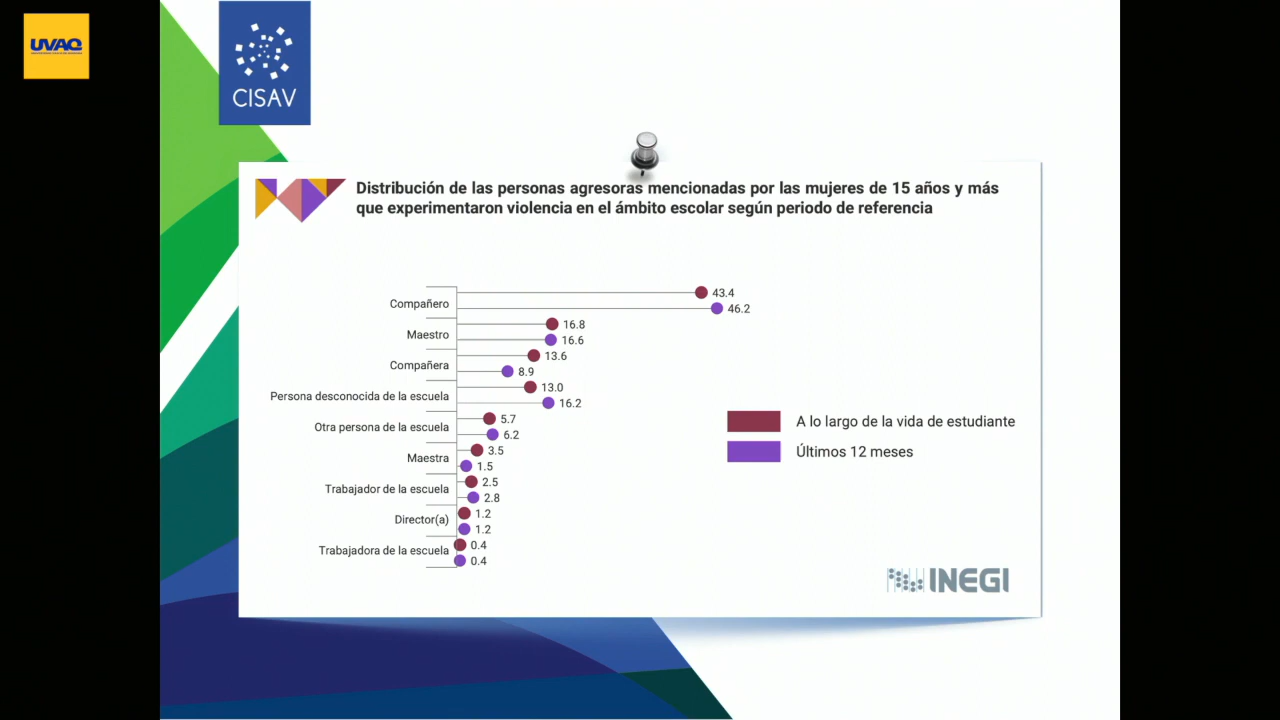 UVAQ
CISAV
Distribución de las personas agresoras mencionadas por las mujeres de 15 años y más
que experimentaron violencia en el ámbito escolar según periodo de referencia
Compañero
43.4
46.2
Maestro
16.8
16.6
Compañera
13.6
8.9
Persona desconocida de la escuela
13.0
16.2
Otra persona de la escuela
5.7
6.2
Maestra
3.5
1.5
Trabajador de la escuela
2.5
2.8
Director(a)
1.2
1.2
Trabajadora de la escuela
0.4
0.4
A lo largo de la vida de estudiante
Últimos 12 meses
INEGI